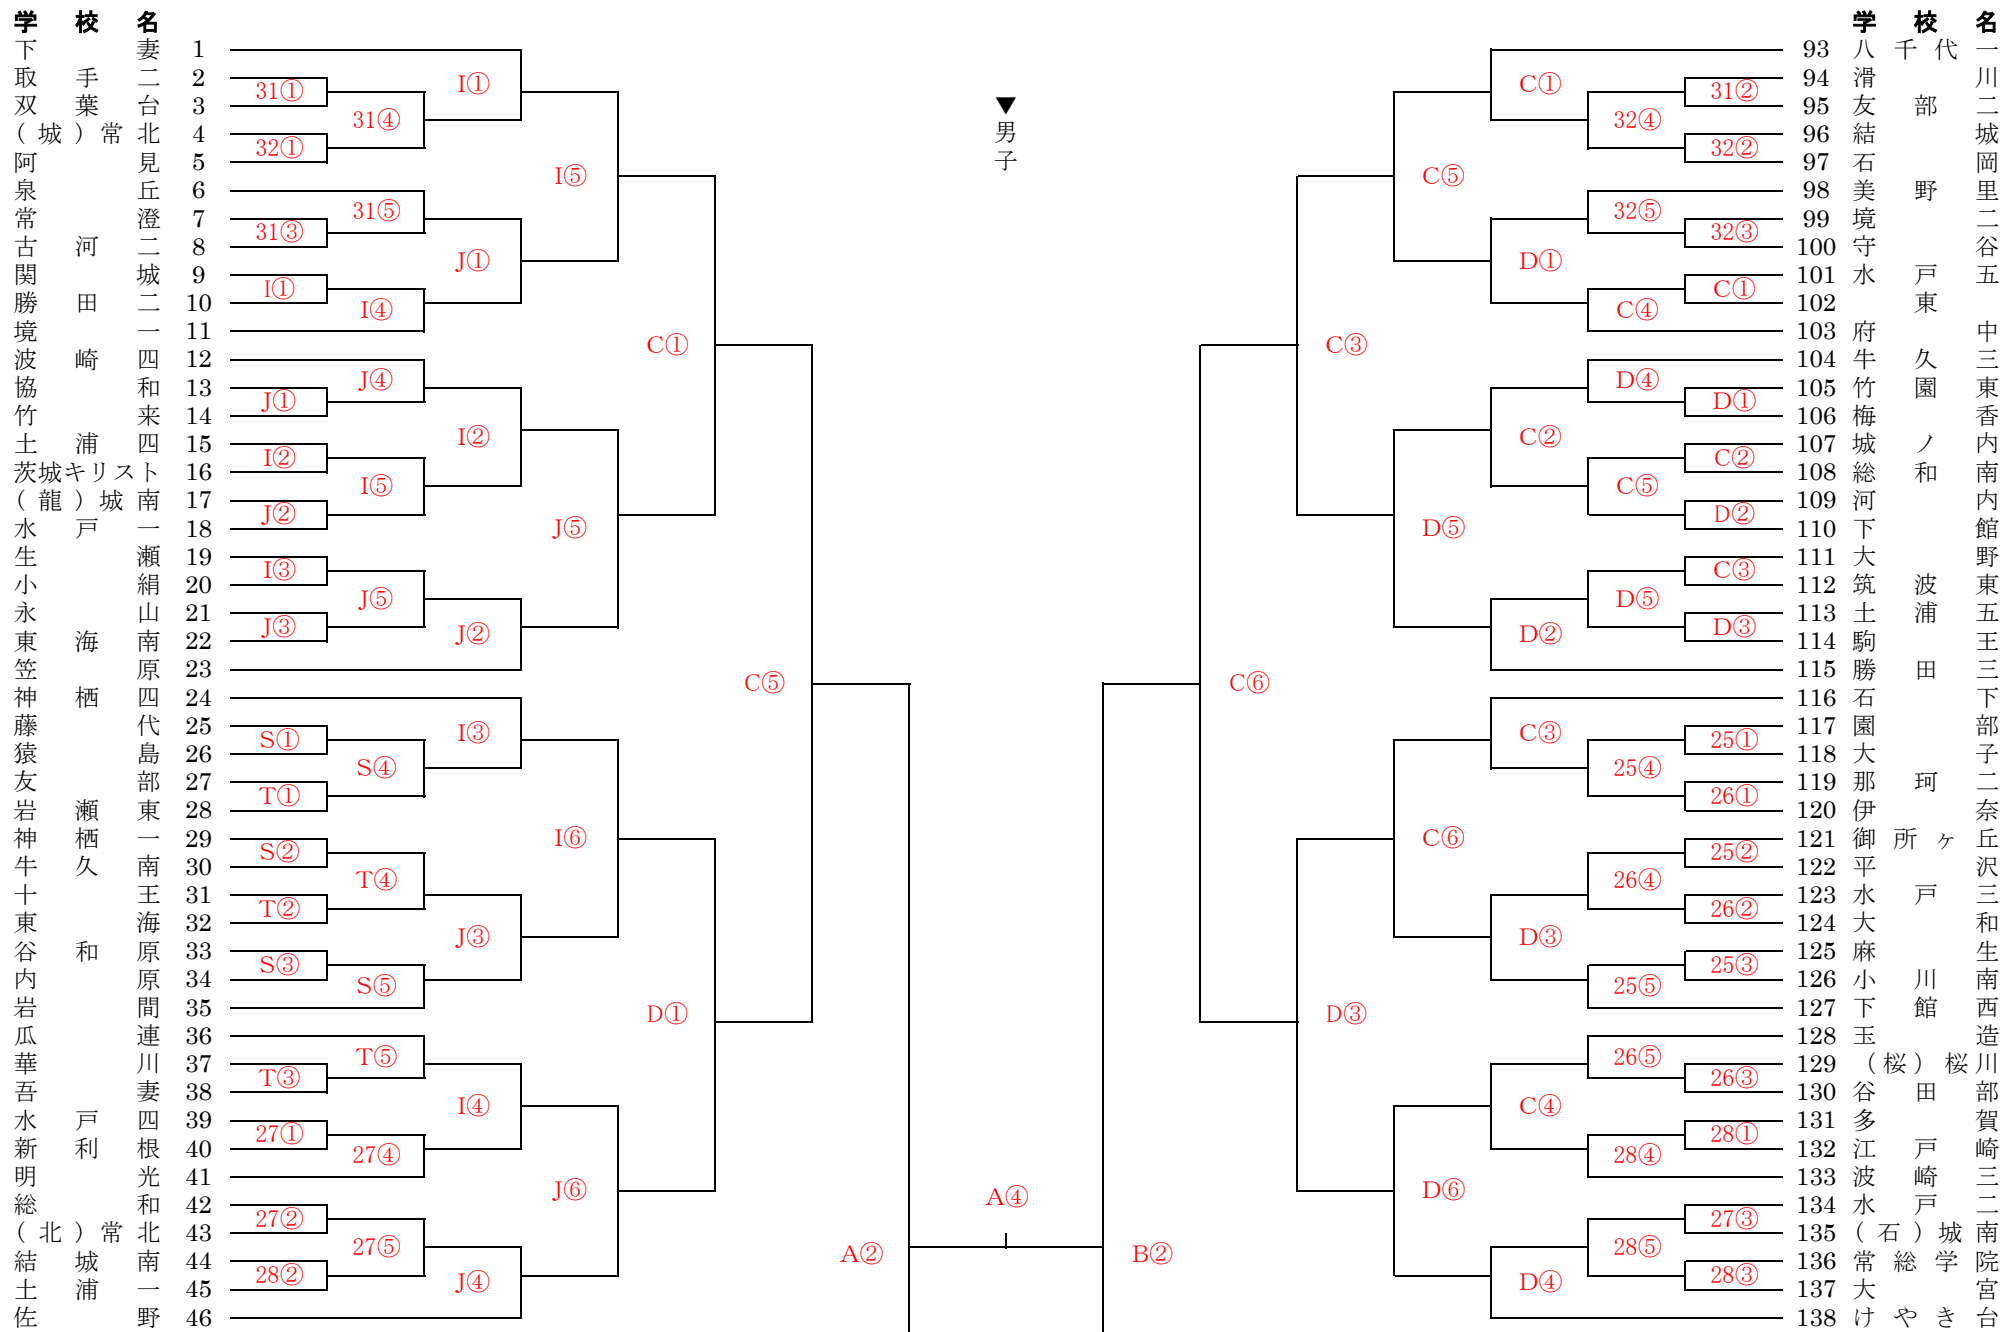 学校名
下妻 1
取手二 2
双葉台 3
(城)常北 4
阿見 5
泉丘 6
常澄 7
古河二 8
関城 9
勝田二 10
境一 11
波崎四 12
協和 13
竹来 14
土浦四 15
茨城キリスト 16
(龍)城南 17
水戸一 18
生瀬 19
小絹 20
永山 21
東海南 22
笠原 23
神栖四 24
藤代 25
猿島 26
友部 27
岩瀬東 28
神栖一 29
牛久南 30
十王 31
東海 32
谷和原 33
内原 34
岩間 35
瓜連 36
華川 37
吾妻 38
水戸四 39
新利根 40
明光 41
総和 42
(北)常北 43
結城南 44
土浦一 45
佐野 46
31①
32①
31③
I①
J①
I②
J②
I③
J③
S①
T①
S②
T②
S③
T③
27①
27②
28②
31④
31⑤
I④
J④
I⑤
J⑤
S④
T④
S⑤
T⑤
27④
27⑤
I①
J①
I②
J②
I③
J③
I④
J④
I⑤
J⑤
I⑥
J⑥
C①
D①
C⑤
A②
▼男子
A④
B②
C⑥
C③
D③
C⑤
D⑤
C⑥
D⑥
C①
D①
C②
D②
C③
D③
C④
D④
32④
32⑤
C④
D④
C⑤
D⑤
25④
26④
25⑤
26⑤
28④
28⑤
31②
32②
32③
C①
D①
C②
D②
C③
D③
25①
26①
25②
26②
25③
26③
28①
27③
28③
学校名
93 八千代一
94 滑川
95 友部二
96 結城
97 石岡
98 美野里
99 境二
100 守谷
101 水戸五
102 東
103 府中
104 牛久三
105 竹園東
106 梅香
107 城ノ内
108 総和南
109 河内
110 下館
111 大野
112 筑波東
113 土浦五
114 駒王
115 勝田三
116 石下
117 園部
118 大子
119 那珂二
120 伊奈
121 御所ヶ丘
122 平沢
123 水戸三
124 大和
125 麻生
126 小川南
127 下館西
128 玉造
129 (桜)桜川
130 谷田部
131 多賀
132 江戸崎
133 波崎三
134 水戸二
135 (石)城南
136 常総学院
137 大宮
138 けやき台